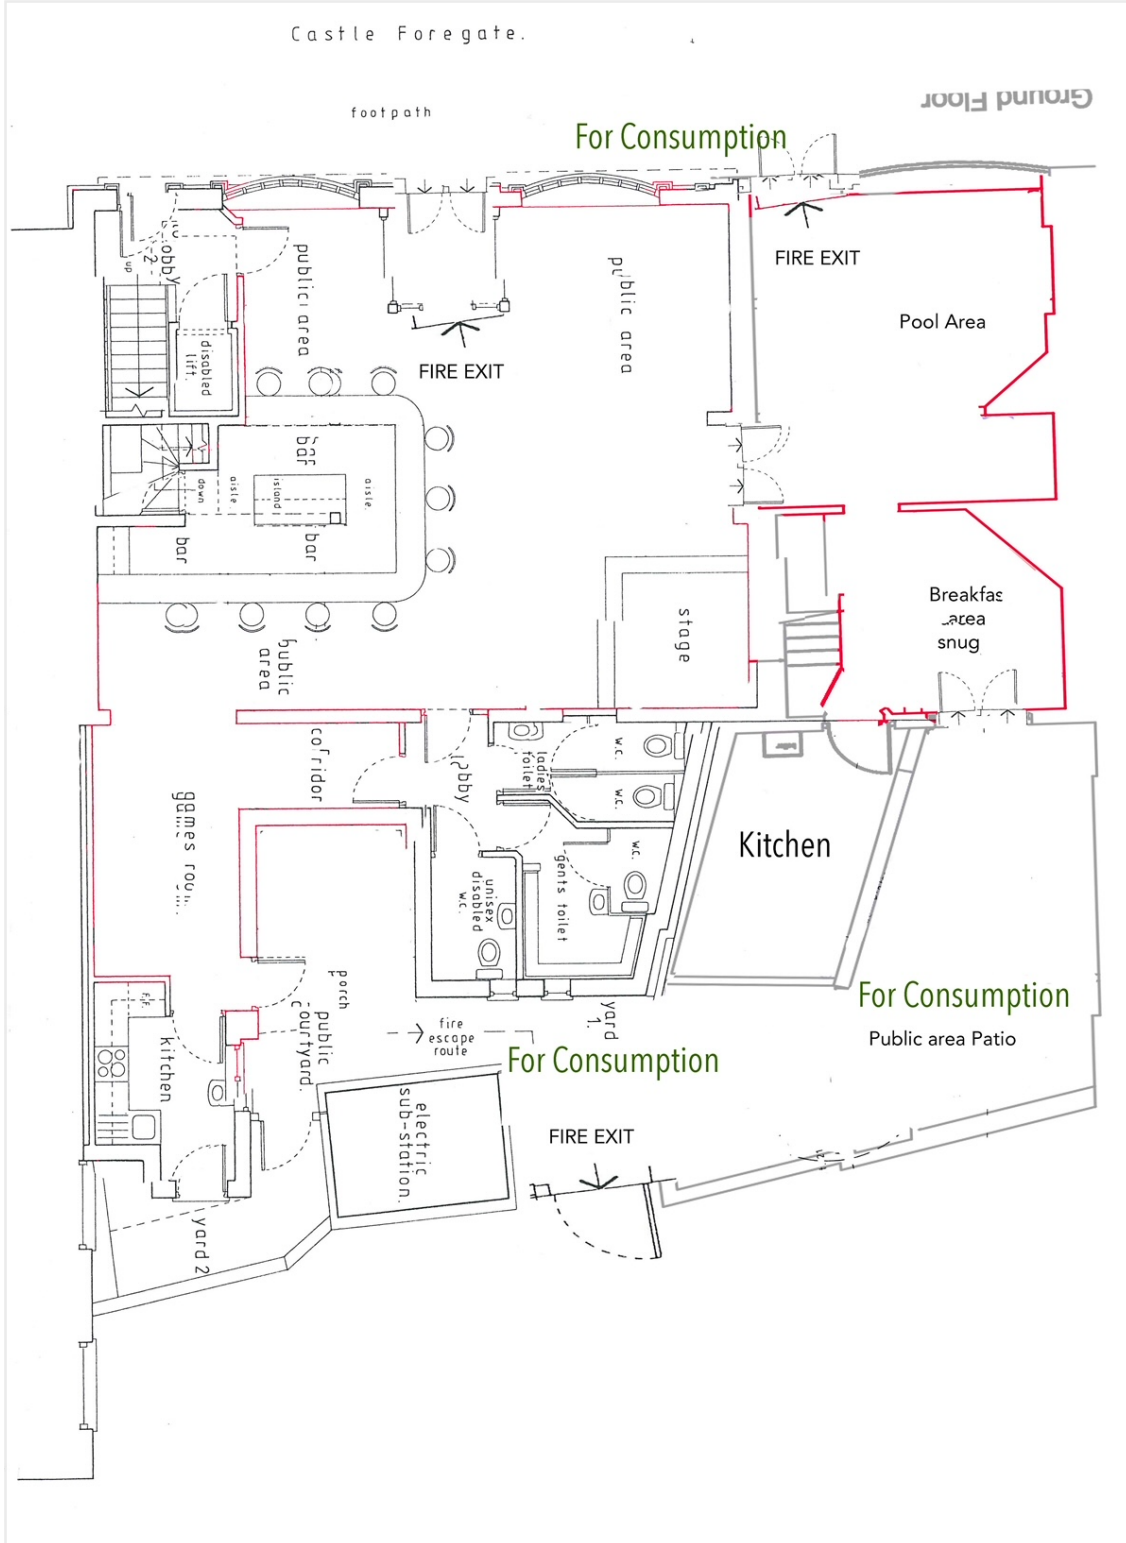 Castle Foregate.
Ground Floor
footpath
For Consumption
FIRE EXIT
Pool Area
lobby
up
public area
public area
disabled
lift.
FIRE EXIT
bar
down
aisle.
island
aisle.
bar
bar
stage
area
snug
public
area
corridor
lobby
ladies
toilet
w.c.
w.c.
w.c.
games
gents toilet
unisex
disabled
w.c.
Kitchen
For Consumption
Public area Patio
porch
public
courtyard.
fire
escape
route
yard
1.
For Consumption
kitchen
electric
sub-station.
FIRE EXIT
yard 2